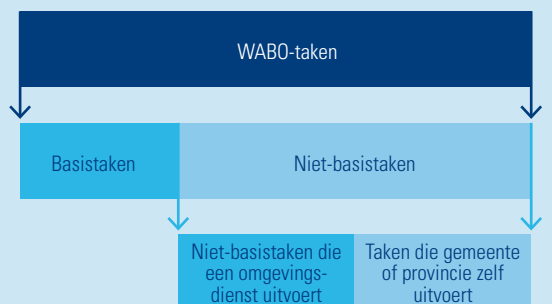 WABO-taken
Basistaken
Niet-basistaken
Niet-basistaken die
een omgevings-
dienst uitvoert
Taken die gemeente
of provincie zelf
uitvoert